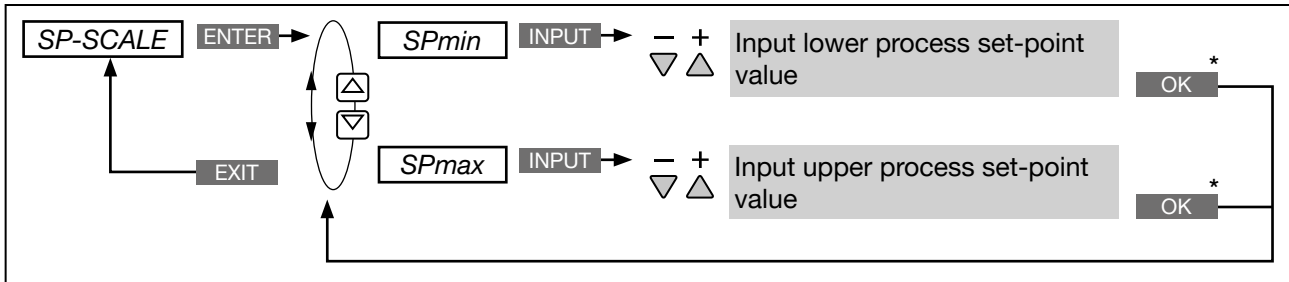 SP-SCALE ENTER SPmin INPUT − + Input lower process set-point
value
*
OK
EXIT SPmax INPUT − + Input upper process set-point
value
*
OK